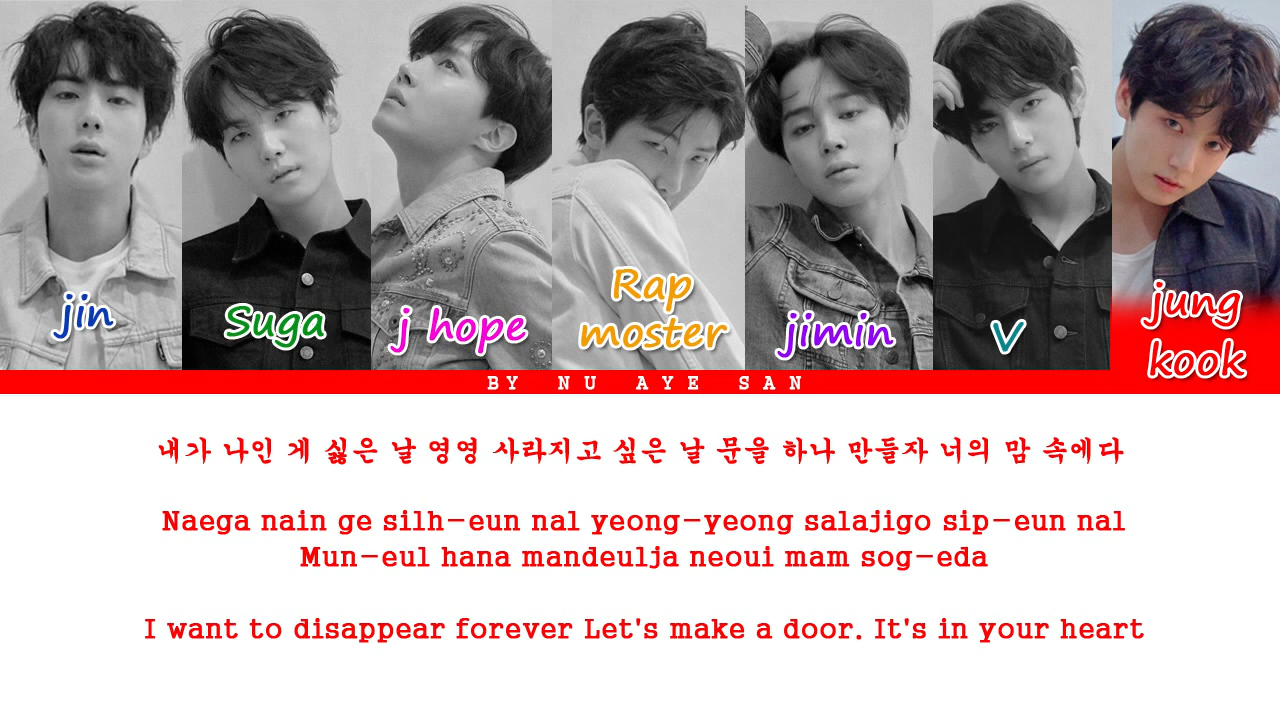 jin
Suga
j hope
Rap
moster
jimin
V
jung
kook
BY NU AYE SAN
내가 나인 게 싫은 날 영영 사라지고 싶은 날 문을 하나 만들자 너의 맘 속에다
Naega nain ge silh-eun nal yeong-yeong salajigo sip-eun nal
Mun-eul hana mandeulja neoui mam sog-eda
I want to disappear forever Let's make a door. It's in your heart